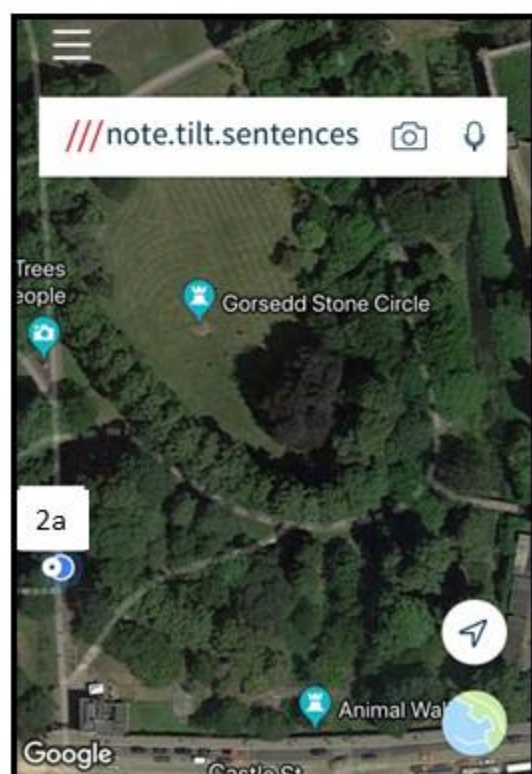 ///note.tilt.sentences
Trees
eople
Gorsedd Stone Circle
2a
Animal Wal
Google
Castle St